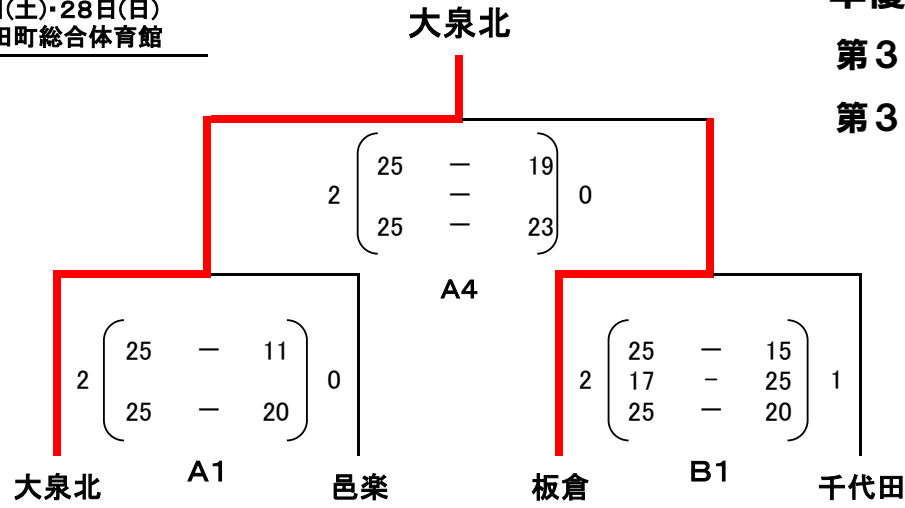 (土)・28日(日)
田町総合体育館
大泉北
準優
第3
第3
25 ー 19
2 ー 0
25 ー 23
A4
25 ー 11
2 0
25 ー 20
A1
25 ー 15
2 17 - 25 1
25 ー 20
B1
大泉北 邑楽 板倉 千代田